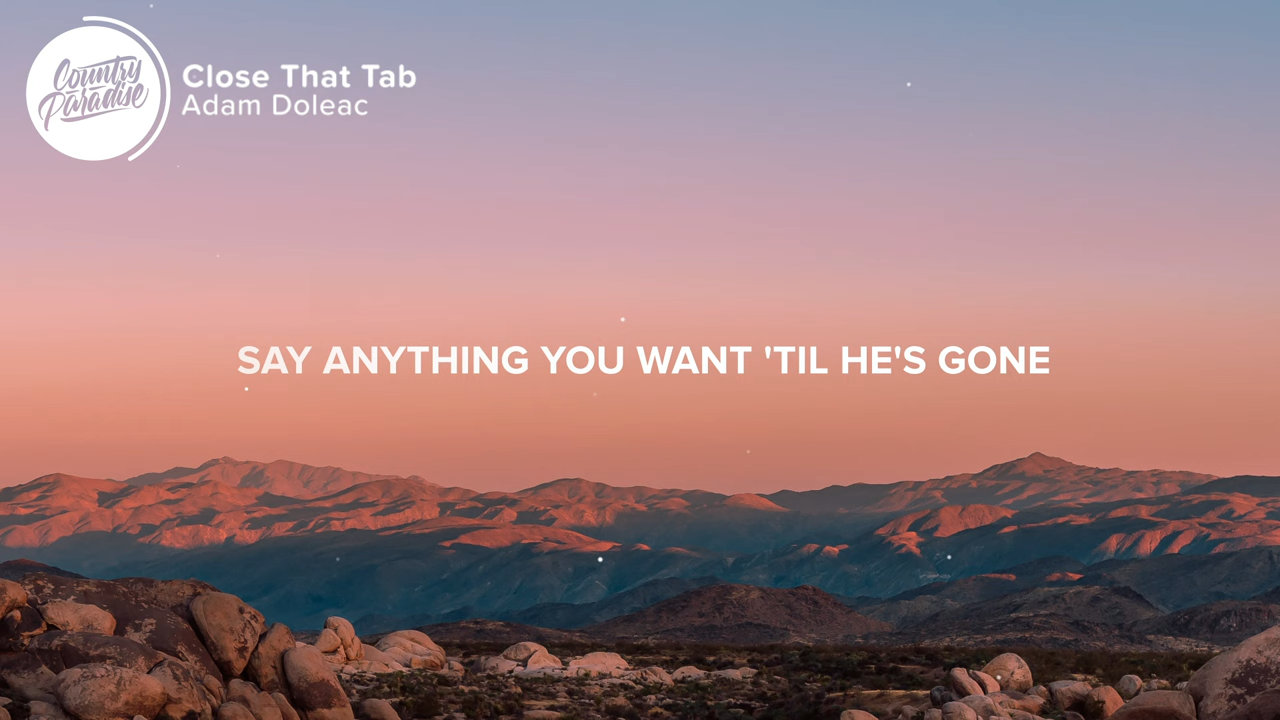 Country
Paradise
Close That Tab
Adam Doleac
SAY ANYTHING YOU WANT 'TIL HE'S GONE